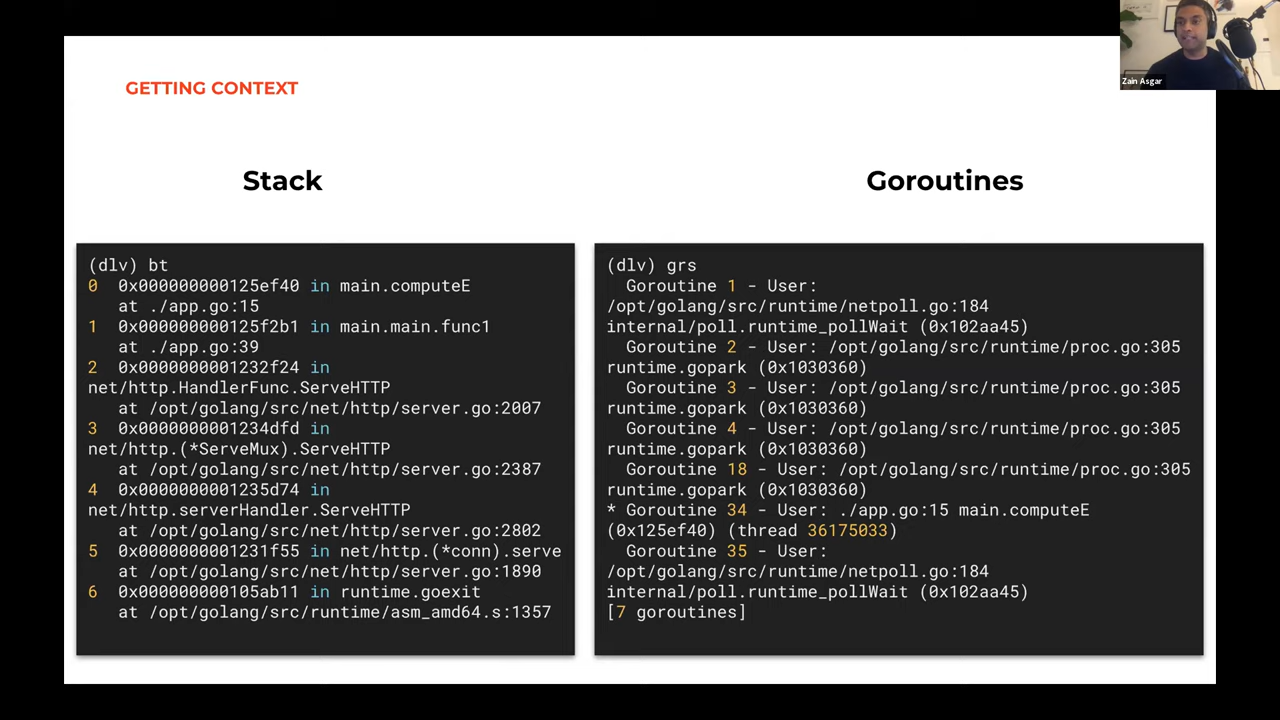 Zain Asgar
GETTING CONTEXT
Stack
(dlv) bt
0 0x000000000125ef40 in main.computeE
at ./app.go:15
1 0x000000000125f2b1 in main.main.func1
at ./app.go:39
2 0x0000000001232f24 in
net/http.HandlerFunc.ServeHTTP
at /opt/golang/src/net/http/server.go:2007
3 0x0000000001234dfd in
net/http.(*ServeMux).ServeHTTP
at /opt/golang/src/net/http/server.go:2387
4 0x0000000001235d74 in
net/http.serverHandler.ServeHTTP
at /opt/golang/src/net/http/server.go:2802
5 0x0000000001231f55 in net/http.(*conn).serve
at /opt/golang/src/net/http/server.go:1890
6 0x000000000105ab11 in runtime.goexit
at /opt/golang/src/runtime/asm_amd64.s:1357
Goroutines
(dlv) grs
Goroutine 1 - User:
/opt/golang/src/runtime/netpoll.go:184
internal/poll.runtime_pollWait (0x102aa45)
Goroutine 2 - User: /opt/golang/src/runtime/proc.go:305
runtime.gopark (0x1030360)
Goroutine 3 - User: /opt/golang/src/runtime/proc.go:305
runtime.gopark (0x1030360)
Goroutine 4 - User: /opt/golang/src/runtime/proc.go:305
runtime.gopark (0x1030360)
Goroutine 18 - User: /opt/golang/src/runtime/proc.go:305
runtime.gopark (0x1030360)
* Goroutine 34 - User: ./app.go:15 main.computeE
(0x125ef40) (thread 36175033)
Goroutine 35 - User:
/opt/golang/src/runtime/netpoll.go:184
internal/poll.runtime_pollWait (0x102aa45)
[7 goroutines]